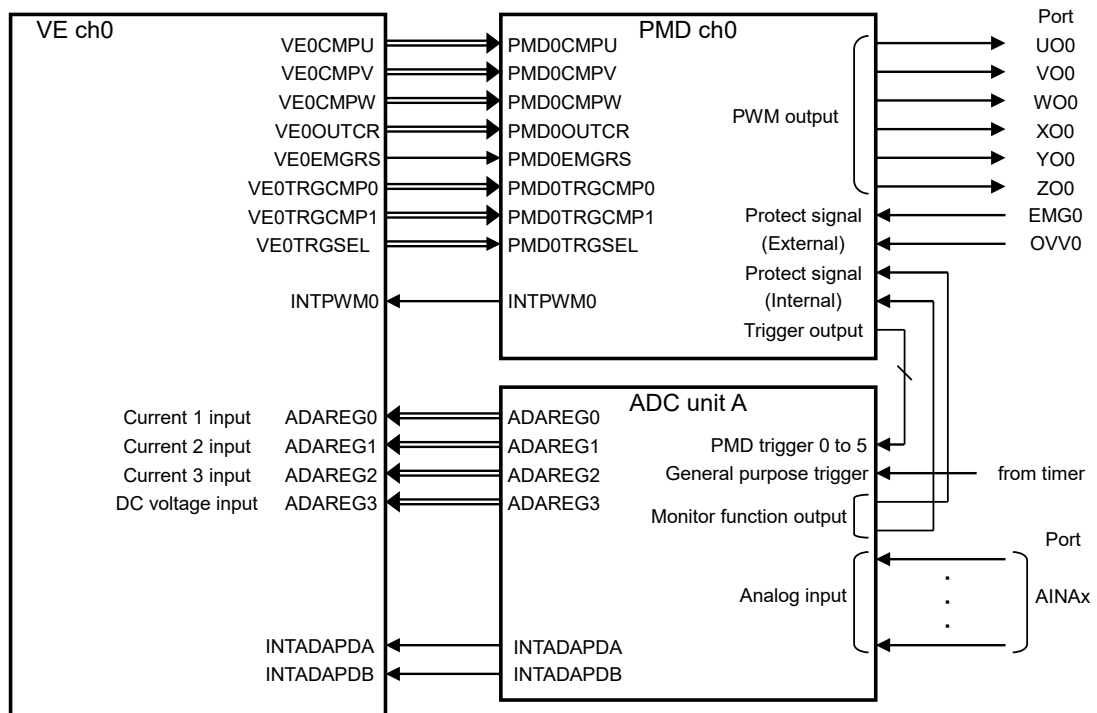 VE ch0
PMD ch0
Port
VE0CMPU PMD0CMPU UO0
VE0CMPV PMD0CMPV VO0
VE0CMPW PMD0CMPW WO0
PWM output
VE0OUTCR PMD0OUTCR XO0
VE0EMGRS PMD0EMGRS YO0
VE0TRGCMP0 PMD0TRGCMP0 ZO0
VE0TRGCMP1 PMD0TRGCMP1 Protect signal EMG0
VE0TRGSEL PMD0TRGSEL (External) OVV0
Protect signal
INTPWM0 INTPWM0 (Internal)
Trigger output
ADC unit A
Current 1 input ADAREG0 ADAREG0
Current 2 input ADAREG1 ADAREG1 PMD trigger 0 to 5
Current 3 input ADAREG2 ADAREG2 General purpose trigger from timer
DC voltage input ADAREG3 ADAREG3
Monitor function output
Port
Analog input AINAx
INTADAPDA INTADAPDA
INTADAPDB INTADAPDB